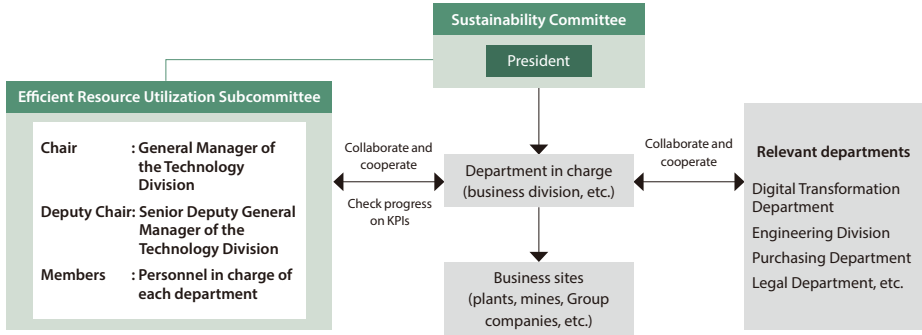 Sustainability Committee
President
Efficient Resource Utilization Subcommittee
Chair : General Manager of
the Technology
Division
Deputy Chair: Senior Deputy General
Manager of the
Technology Division
Members : Personnel in charge of
each department
Collaborate and
cooperate
Check progress
on KPIs
Department in charge
(business division, etc.)
Business sites
(plants, mines, Group
companies, etc.)
Collaborate and
cooperate
Relevant departments
Digital Transformation
Department
Engineering Division
Purchasing Department
Legal Department, etc.